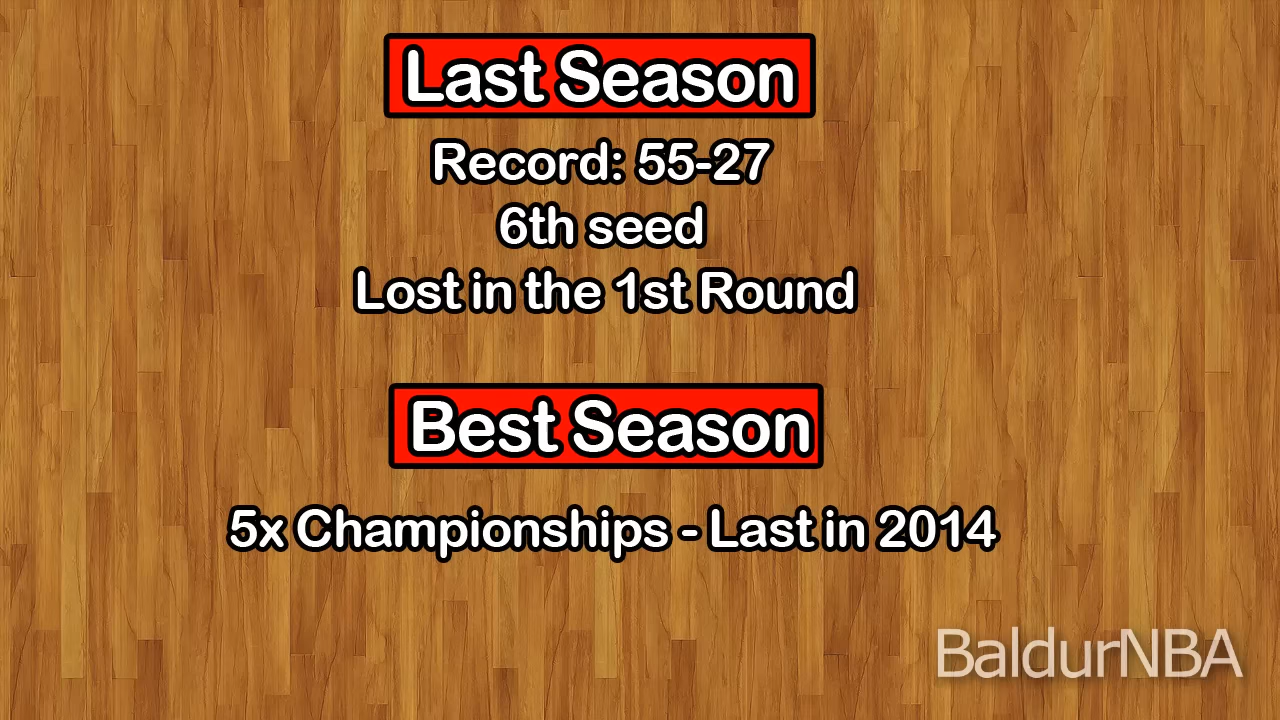 Last Season
Record: 55-27
6th seed
Lost in the 1st Round
Best Season
5x Championships - Last in 2014
BaldurNBA